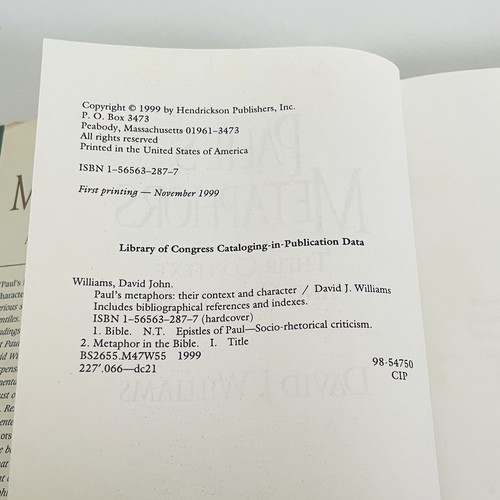 Copyright © 1999 by Hendrickson Publishers, Inc.
P. O. Box 3473
Peabody, Massachusetts 01961–3473
All rights reserved
Printed in the United States of America
ISBN 1–56563–287–7
First printing — November 1999
Library of Congress Cataloging-in-Publication Data
Williams, David John.
Paul's metaphors: their context and character / David J. Williams
Includes bibliographical references and indexes.
ISBN 1–56563–287–7 (hardcover)
1. Bible. N.T. Epistles of Paul—Socio-rhetorical criticism.
2. Metaphor in the Bible. I. Title
BS2655.M47W55 1999
227′.066—dc21
98-54750
CIP